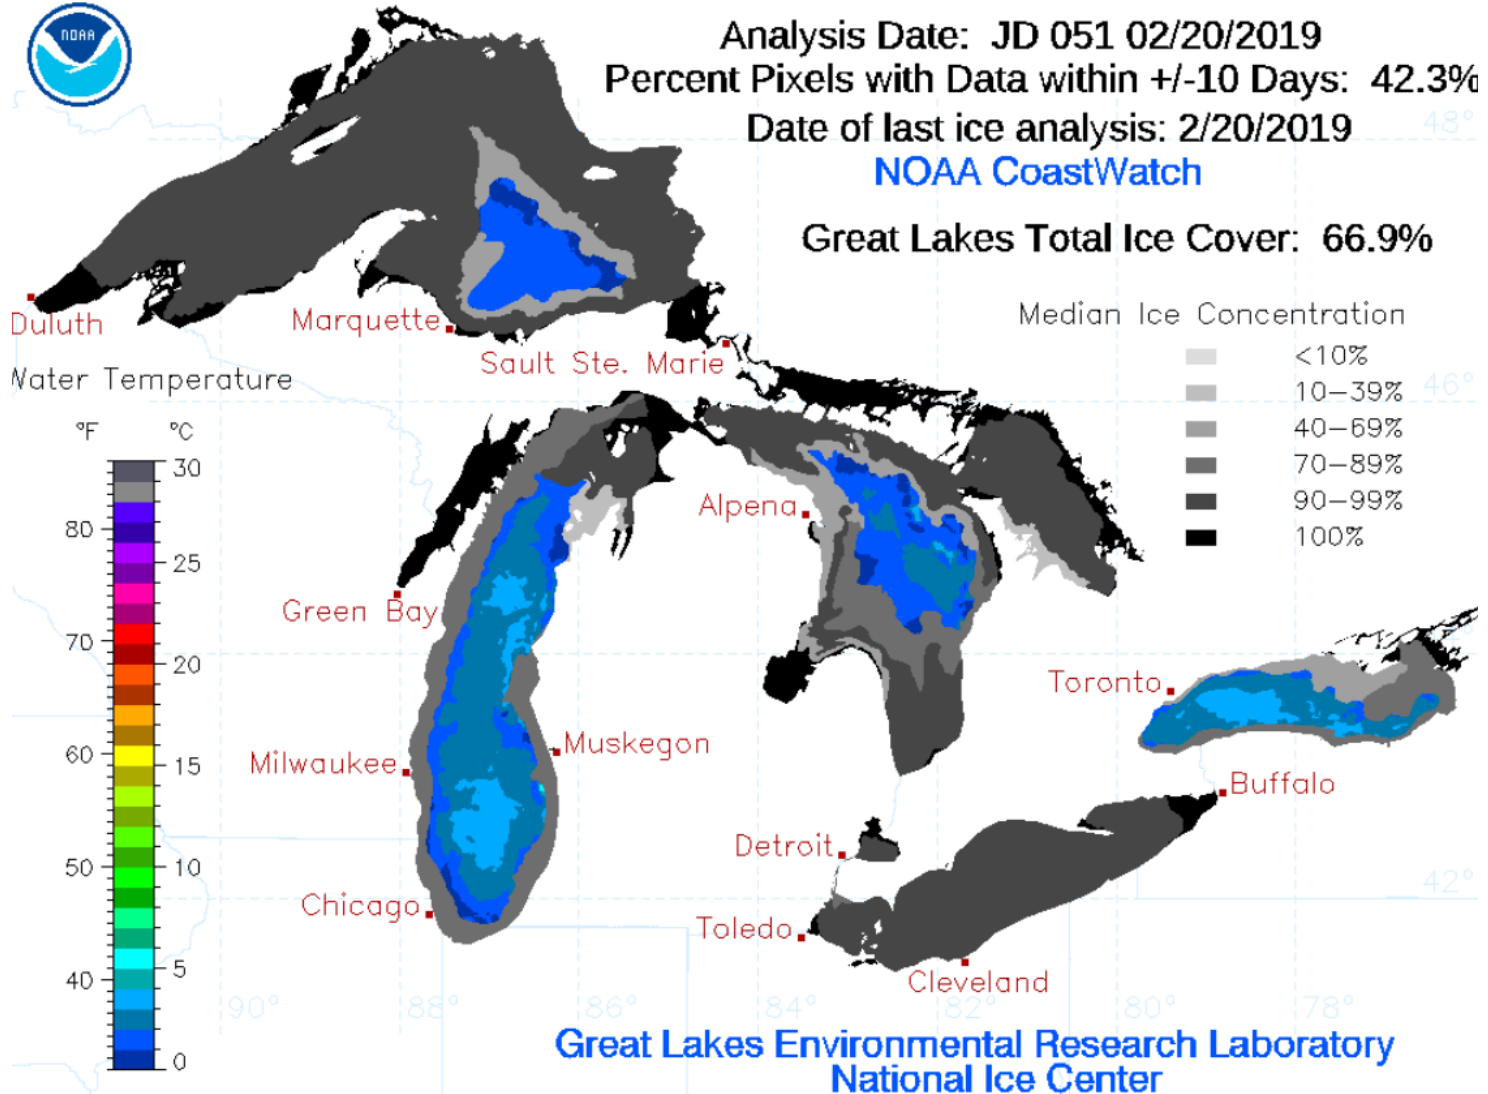 NOAA
Analysis Date: JD 051 02/20/2019
Percent Pixels with Data within +/-10 Days: 42.3%
Date of last ice analysis: 2/20/2019
NOAA CoastWatch
Great Lakes Total Ice Cover: 66.9%
48°
Median Ice Concentration
<10%
10–39%
40–69%
70–89%
90–99%
100%
46°
Duluth
Marquette
Sault Ste. Marie
Water Temperature
°F °C
30
80
25
70
20
60
15
50
10
40
5
0
Alpena
Green Bay
Toronto
Milwaukee
Muskegon
Buffalo
Detroit
42°
Chicago
Toledo
Cleveland
90° 88° 86° 84° 82° 80° 78°
Great Lakes Environmental Research Laboratory
National Ice Center